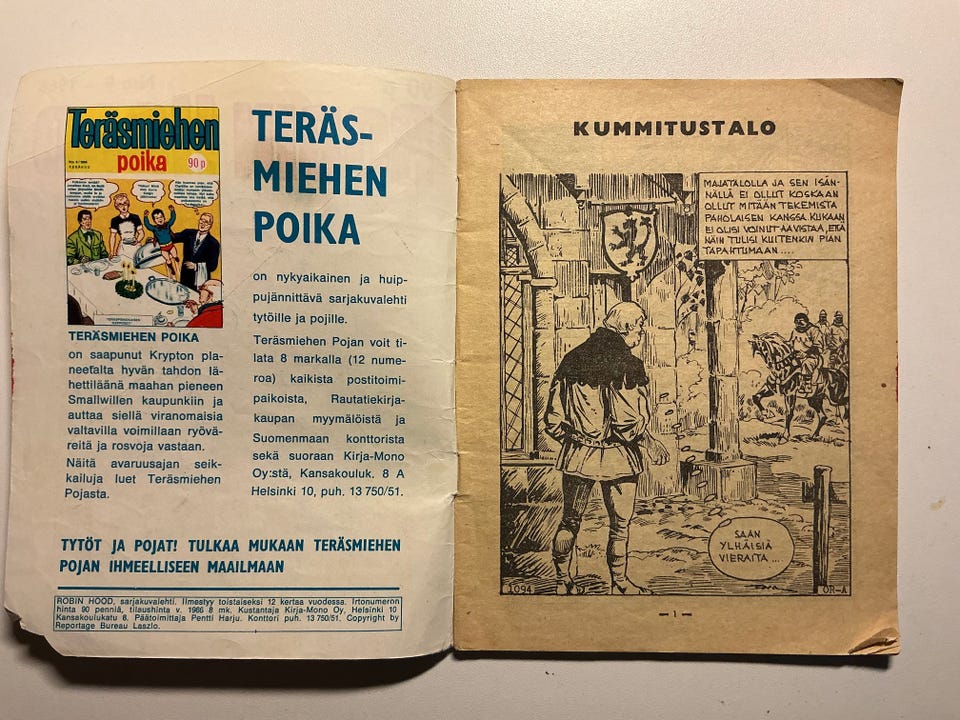 Teräsmiehen
poika
90 p
TERÄS-
MIEHEN
POIKA
on nykyaikainen ja huip-
pujännittävä sarjakuvalehti
tytöille ja pojille.
Teräsmiehen Pojan voit ti-
lata 8 markalla (12 nume-
roa) kaikista postitoimi-
paikoista, Rautatiekirja-
kaupan myymälöistä ja
Suomenmaan konttorista
sekä suoraan Kirja-Mono
Oy:stä, Kansakouluk. 8 A
Helsinki 10, puh. 13 750/51.
TERÄSMIEHEN POIKA
on saapunut Krypton pla-
neetalta hyvän tahdon lä-
hettiläänä maahan pieneen
Smallwillen kaupunkiin ja
auttaa siellä viranomaisia
valtavilla voimillaan ryövä-
reitä ja rosvoja vastaan.
Näitä avaruusajan seik-
kailuja luet Teräsmiehen
Pojasta.
TYTÖT JA POJAT! TULKAA MUKAAN TERÄSMIEHEN
POJAN IHMEELLISEEN MAAILMAAN
ROBIN HOOD, sarjakuvalehti. Ilmestyy toistaiseksi 12 kertaa vuodessa. Irtonumeron
hinta 90 penniä, tilaushinta v. 1966 8 mk. Kustantaja Kirja-Mono Oy, Helsinki 10
Kansakoulukatu 8. Päätoimittaja Pentti Harju. Konttori puh. 13 750/51. Copyright by
Reportage Bureau Laszlo.
KUMMITUSTALO
MAJATALOLLA JA SEN ISÄN-
NÄLLÄ EI OLLUT KOSKAAN
OLLUT MITÄÄN TEKEMISTÄ
PAHOLAISEN KANSSA. KUKAAN
EI OLISI VOINUT AAVISTAA, ETÄ
NÄIN TULISI KUITENKIN PIAN
TAPAHTUMAAN.....
SAAN
YLHÄISIÄ
VIERAITA ...
1094
OR-A
— 1 —